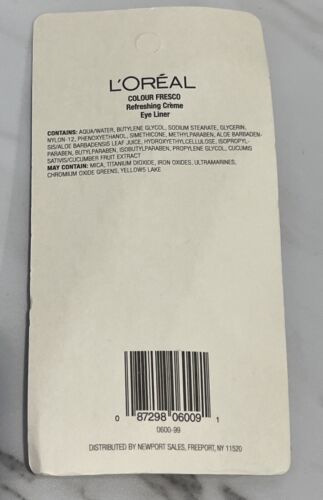 L'ORÉAL
COLOUR FRESCO
Refreshing Crème
Eye Liner
CONTAINS: AQUA/WATER, BUTYLENE GLYCOL, SODIUM STEARATE, GLYCERIN,
NYLON-12, PHENOXYETHANOL, SIMETHICONE, METHYLPARABEN, ALOE BARBADEN-
SIS/ALOE BARBADENSIS LEAF JUICE, HYDROXYETHYLCELLULOSE, ISOPROPYL-
PARABEN, BUTYLPARABEN, ISOBUTYLPARABEN, PROPYLENE GLYCOL, CUCUMIS
SATIVIS/CUCUMBER FRUIT EXTRACT
MAY CONTAIN: MICA, TITANIUM DIOXIDE, IRON OXIDES, ULTRAMARINES,
CHROMIUM OXIDE GREENS, YELLOW5 LAKE
0 87298 06009 1
0600-99
DISTRIBUTED BY NEWPORT SALES, FREEPORT, NY 11520